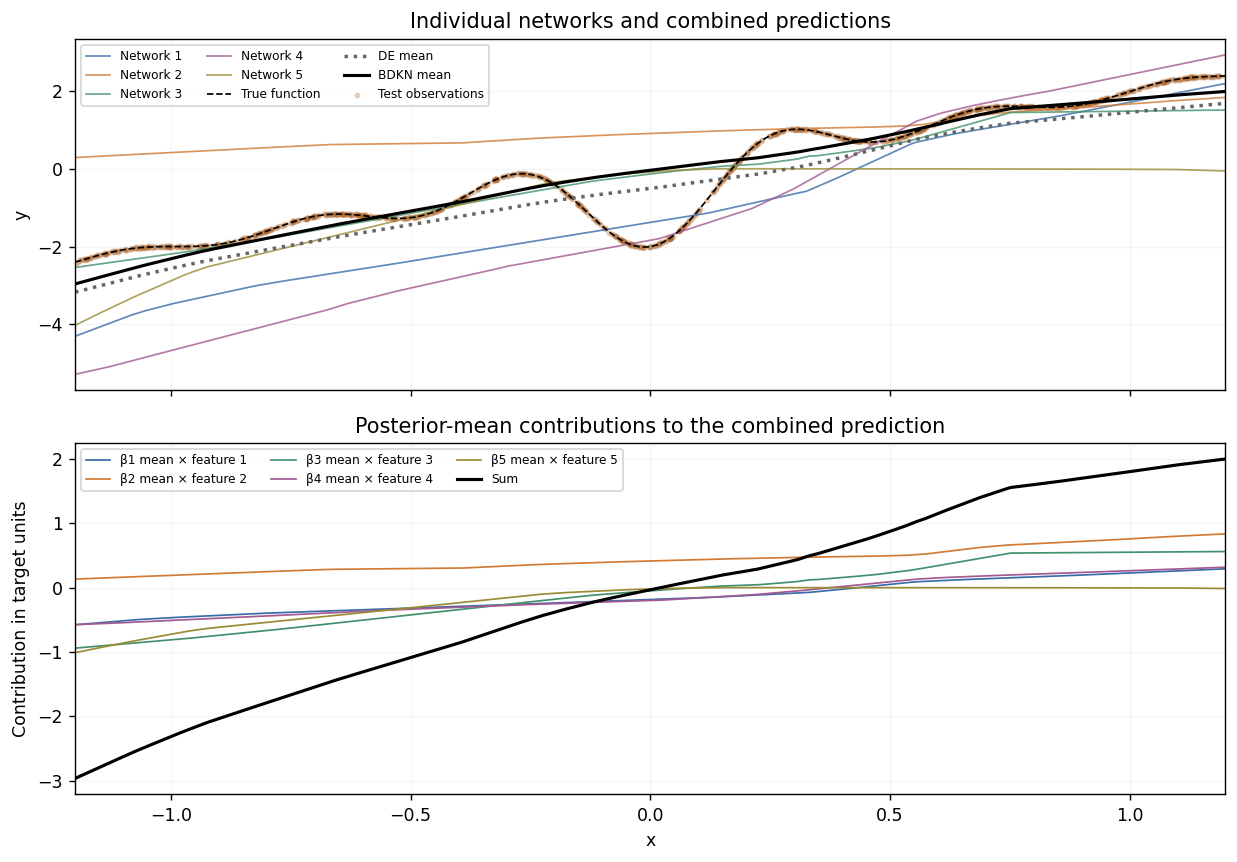 Individual networks and combined predictions
Network 1
Network 2
Network 3
Network 4
Network 5
True function
DE mean
BDKN mean
Test observations
y
2
0
−2
−4
Posterior-mean contributions to the combined prediction
β1 mean × feature 1
β2 mean × feature 2
β3 mean × feature 3
β4 mean × feature 4
β5 mean × feature 5
Sum
Contribution in target units
2
1
0
−1
−2
−3
−1.0
−0.5
0.0
0.5
1.0
x